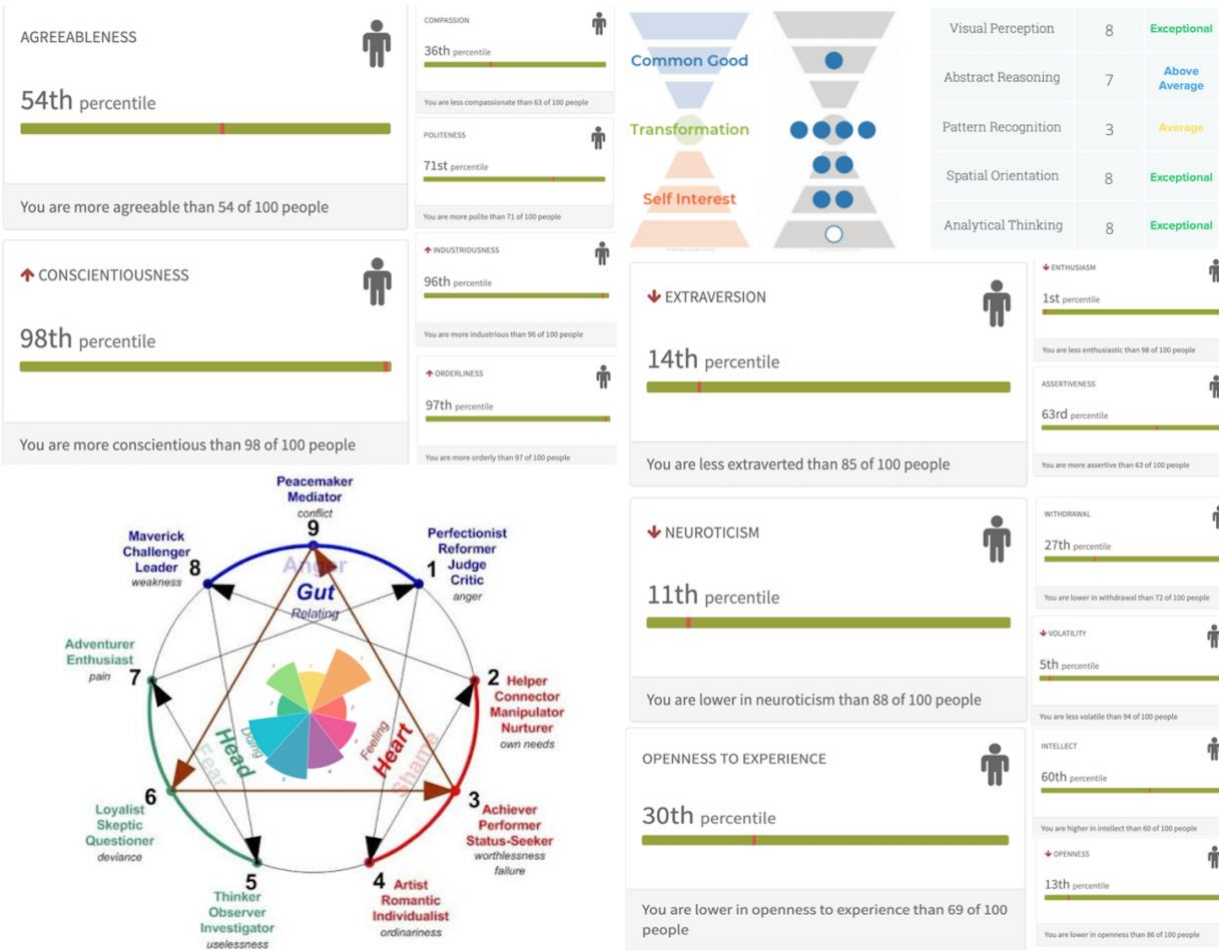 AGREEABLENESS
54th percentile
You are more agreeable than 54 of 100 people
COMPASSION
36th percentile
You are less compassionate than 63 of 100 people
POLITENESS
71st percentile
You are more polite than 71 of 100 people
CONSCIENTIOUSNESS
98th percentile
You are more conscientious than 98 of 100 people
INDUSTRIOUSNESS
96th percentile
You are more industrious than 96 of 100 people
ORDERLINESS
97th percentile
You are more orderly than 97 of 100 people
Common Good
Transformation
Self Interest
Visual Perception 8 Exceptional
Abstract Reasoning 7 Above
Average
Pattern Recognition 3 Average
Spatial Orientation 8 Exceptional
Analytical Thinking 8 Exceptional
EXTRAVERSION
14th percentile
You are less extraverted than 85 of 100 people
ENTHUSIASM
1st percentile
You are less enthusiastic than 98 of 100 people
ASSERTIVENESS
63rd percentile
You are more assertive than 63 of 100 people
NEUROTICISM
11th percentile
You are lower in neuroticism than 88 of 100 people
WITHDRAWAL
27th percentile
You are lower in withdrawal than 72 of 100 people
VOLATILITY
5th percentile
You are less volatile than 94 of 100 people
OPENNESS TO EXPERIENCE
30th percentile
You are lower in openness to experience than 69 of 100
people
INTELLECT
60th percentile
You are higher in intellect than 60 of 100 people
OPENNESS
13th percentile
You are lower in openness than 86 of 100 people
Peacemaker
Mediator
conflict
9
Perfectionist
Reformer
Judge
Critic
anger
1
Maverick
Challenger
Leader
weakness
8
Anger
Gut
Relating
Adventurer
Enthusiast
pain
7
2
Helper
Connector
Manipulator
Nurturer
own needs
Fear
Head
Doing
Feeling
Heart
Shame
6
Loyalist
Skeptic
Questioner
deviance
3
Achiever
Performer
Status-Seeker
worthlessness
failure
5
Thinker
Observer
Investigator
uselessness
4
Artist
Romantic
Individualist
ordinariness